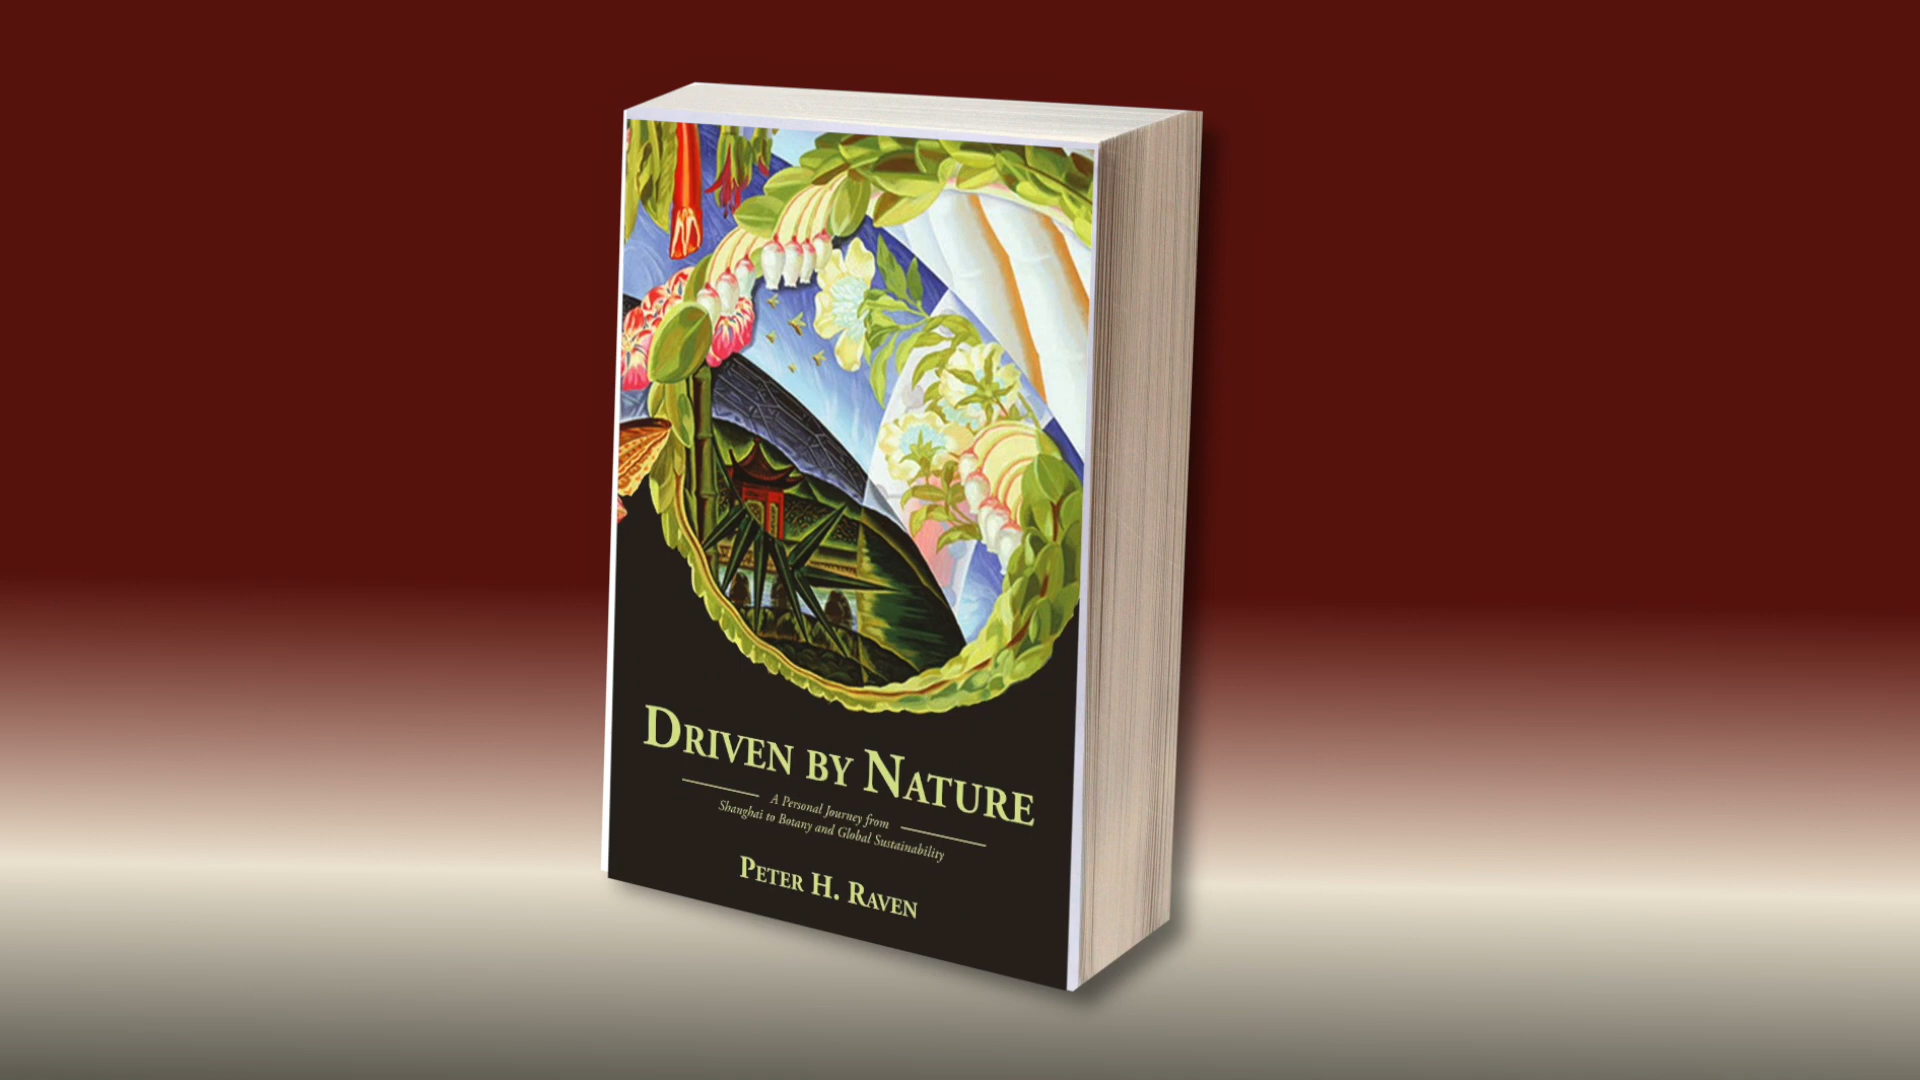 DRIVEN BY NATURE
A Personal Journey from
Shanghai to Botany and Global Sustainability
PETER H. RAVEN